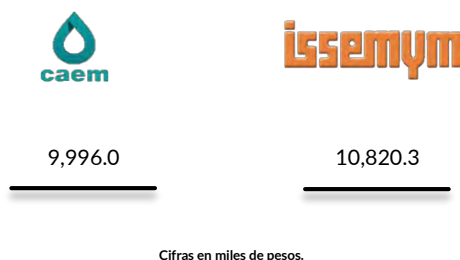 caem
issemym
9,996.0
10,820.3
Cifras en miles de pesos.